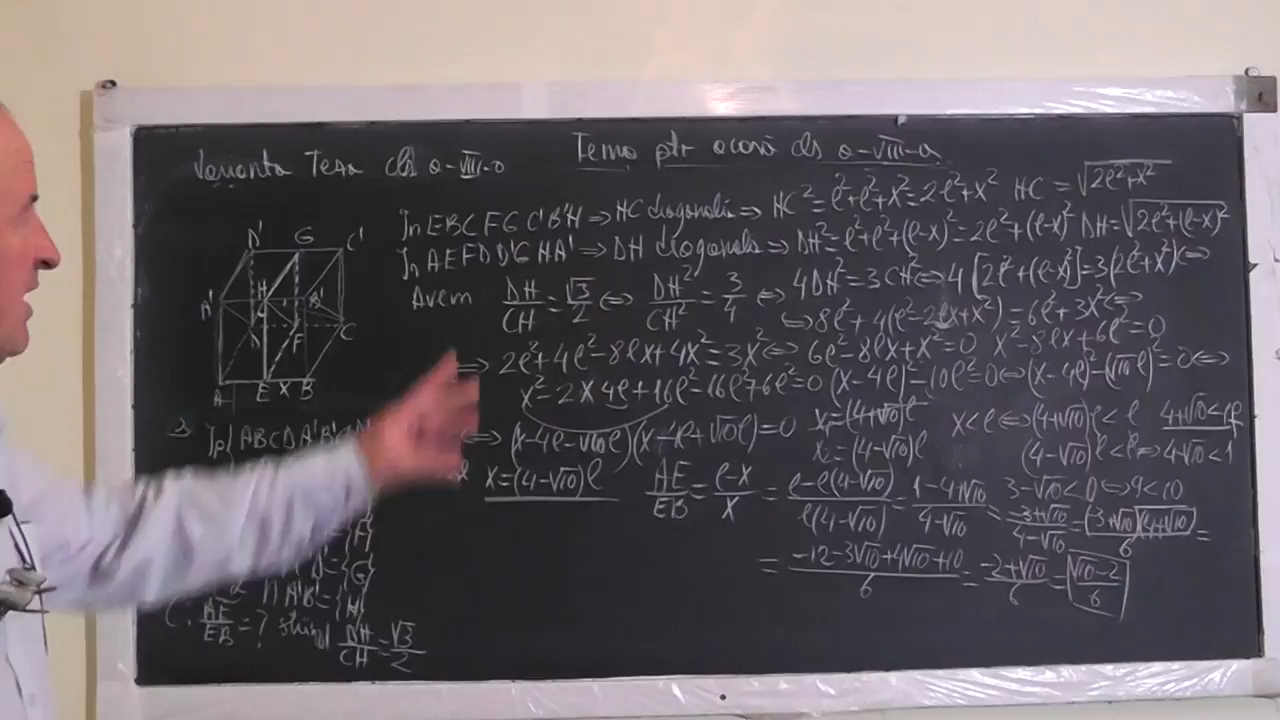 Varianta Teza cls a-VIII-a
Tema ptr acasă cls a-VIII-a
În EBCFGC'B'H ⇒ HC diagonală ⇒ HC² = l²+l²+x² = 2l²+x² HC = √(2l²+x²)
În AEFDD'GHA' ⇒ DH diagonală ⇒ DH² = l²+l²+(l-x)² = 2l²+(l-x)² DH = √(2l²+(l-x)²)
Avem DH/CH = √3/2 ⇔ DH²/CH² = 3/4 ⇔ 4DH² = 3CH² ⇔ 4[2l²+(l-x)²] = 3(2l²+x²) ⇔
⇔ 8l²+4(l²-2lx+x²) = 6l²+3x² ⇔
⇔ 2l²+4l²-8lx+4x² = 3x² ⇔ 6l²-8lx+x² = 0 x²-8lx+6l² = 0
x²-2x4l+16l²-16l²+6l² = 0 (x-4l)²-10l² = 0 ⇔ (x-4l)²-(√10l)² = 0 ⇔
⇔ (x-4l-√10l)(x-4l+√10l) = 0 x₁ = (4+√10)l x<l ⇒ (4+√10)l < l 4+√10<1
x₂ = (4-√10)l (4-√10)l < l ⇔ 4-√10 < 1
x = (4-√10)l AE/EB = (l-x)/x = (l-l(4-√10))/(l(4-√10)) = (1-4+√10)/(4-√10) 3-√10<0 ⇔ 9<10
= (-3+√10)/(4-√10) = (-3+√10)(4+√10)/6 =
= (-12-3√10+4√10+10)/6 = (-2+√10)/6 = (√10-2)/6
D' G C'
A' H B'
D F C
A E X B
Ip{ ABCDA'B'
{F}
= {G}
∩ A'B' = {H}
C. AE/EB = ? știind DH/CH = √3/2